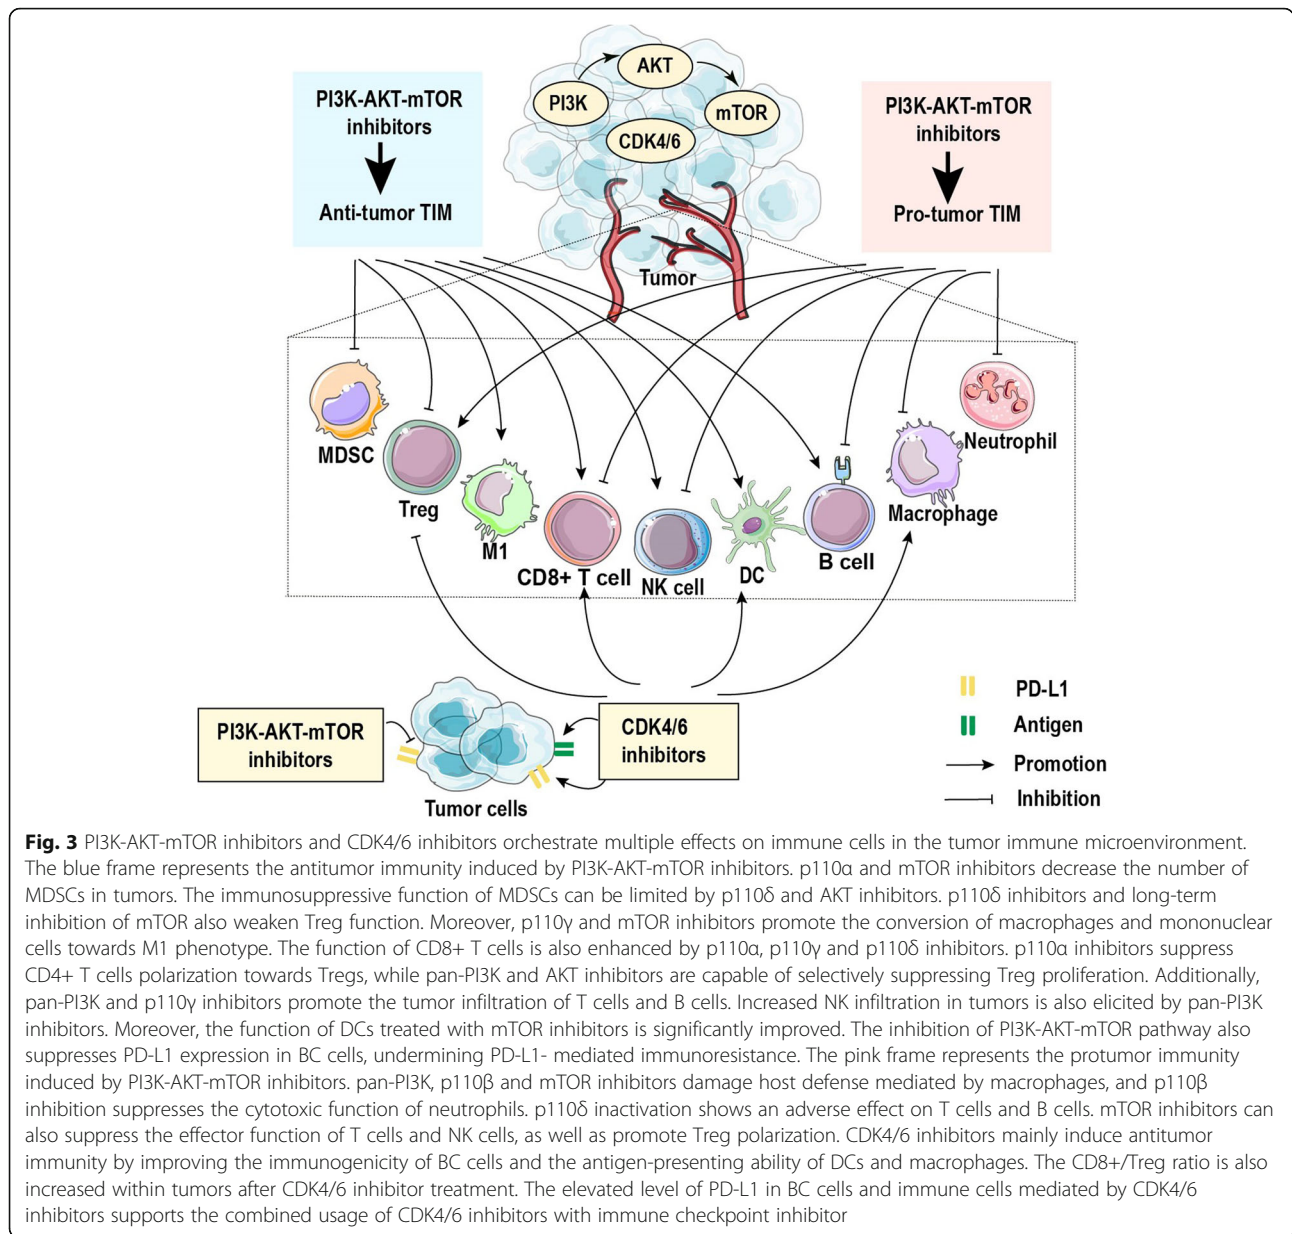 PI3K-AKT-mTOR
inhibitors
Anti-tumor TIM
AKT
PI3K
mTOR
CDK4/6
Tumor
PI3K-AKT-mTOR
inhibitors
Pro-tumor TIM
MDSC
Treg
M1
CD8+ T cell
NK cell
DC
B cell
Macrophage
Neutrophil
PI3K-AKT-mTOR
inhibitors
Tumor cells
CDK4/6
inhibitors
PD-L1
Antigen
Promotion
Inhibition
Fig. 3 PI3K-AKT-mTOR inhibitors and CDK4/6 inhibitors orchestrate multiple effects on immune cells in the tumor immune microenvironment.
The blue frame represents the antitumor immunity induced by PI3K-AKT-mTOR inhibitors. p110α and mTOR inhibitors decrease the number of
MDSCs in tumors. The immunosuppressive function of MDSCs can be limited by p110δ and AKT inhibitors. p110δ inhibitors and long-term
inhibition of mTOR also weaken Treg function. Moreover, p110γ and mTOR inhibitors promote the conversion of macrophages and mononuclear
cells towards M1 phenotype. The function of CD8+ T cells is also enhanced by p110α, p110γ and p110δ inhibitors. p110α inhibitors suppress
CD4+ T cells polarization towards Tregs, while pan-PI3K and AKT inhibitors are capable of selectively suppressing Treg proliferation. Additionally,
pan-PI3K and p110γ inhibitors promote the tumor infiltration of T cells and B cells. Increased NK infiltration in tumors is also elicited by pan-PI3K
inhibitors. Moreover, the function of DCs treated with mTOR inhibitors is significantly improved. The inhibition of PI3K-AKT-mTOR pathway also
suppresses PD-L1 expression in BC cells, undermining PD-L1- mediated immunoresistance. The pink frame represents the protumor immunity
induced by PI3K-AKT-mTOR inhibitors. pan-PI3K, p110β and mTOR inhibitors damage host defense mediated by macrophages, and p110β
inhibition suppresses the cytotoxic function of neutrophils. p110δ inactivation shows an adverse effect on T cells and B cells. mTOR inhibitors can
also suppress the effector function of T cells and NK cells, as well as promote Treg polarization. CDK4/6 inhibitors mainly induce antitumor
immunity by improving the immunogenicity of BC cells and the antigen-presenting ability of DCs and macrophages. The CD8+/Treg ratio is also
increased within tumors after CDK4/6 inhibitor treatment. The elevated level of PD-L1 in BC cells and immune cells mediated by CDK4/6
inhibitors supports the combined usage of CDK4/6 inhibitors with immune checkpoint inhibitor